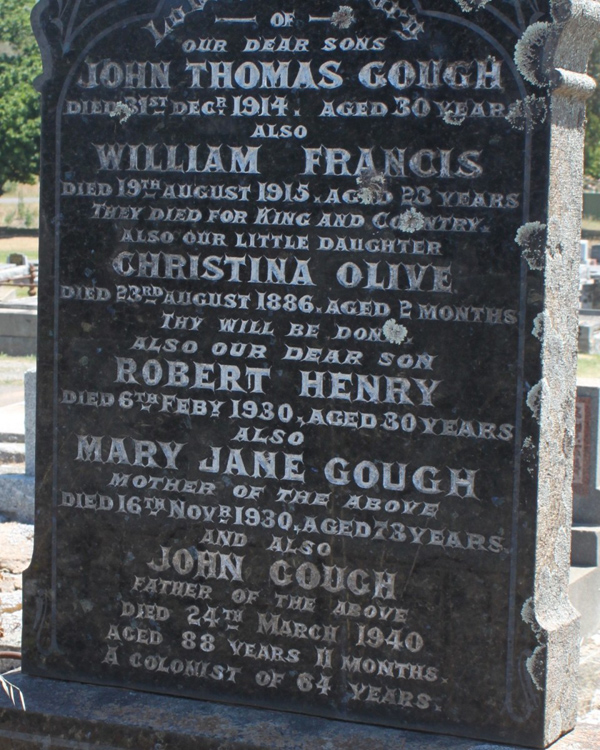 OF
OUR DEAR SONS
JOHN THOMAS GOUGH
DIED 31ST DECR. 1914. AGED 30 YEARS
ALSO
WILLIAM FRANCIS
DIED 19TH AUGUST 1915. AGED 23 YEARS
THEY DIED FOR KING AND COUNTRY.
ALSO OUR LITTLE DAUGHTER
CHRISTINA OLIVE
DIED 23RD AUGUST 1886. AGED 2 MONTHS
THY WILL BE DONE.
ALSO OUR DEAR SON
ROBERT HENRY
DIED 6TH FEBY 1930, AGED 30 YEARS
ALSO
MARY JANE GOUGH
MOTHER OF THE ABOVE
DIED 16TH NOVR 1930, AGED 73 YEARS.
AND ALSO
JOHN GOUGH
FATHER OF THE ABOVE
DIED 24TH MARCH 1940
AGED 88 YEARS 11 MONTHS.
A COLONIST OF 64 YEARS.